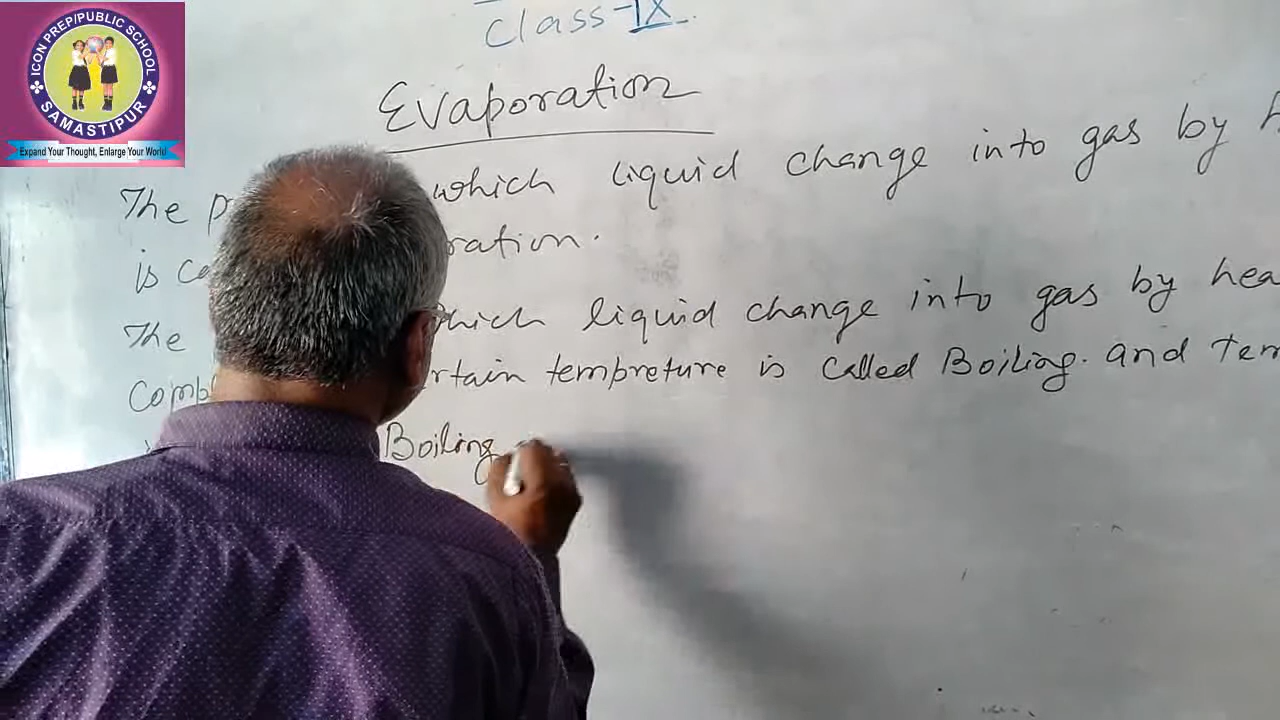 ICON PREP/PUBLIC SCHOOL
SAMASTIPUR
Expand Your Thought, Enlarge Your World
Class-IX
Evaporation
The which liquid change into gas by
is ration.
The which liquid change into gas by hea
comp rtain tempreture is called Boiling. and tem
Boiling